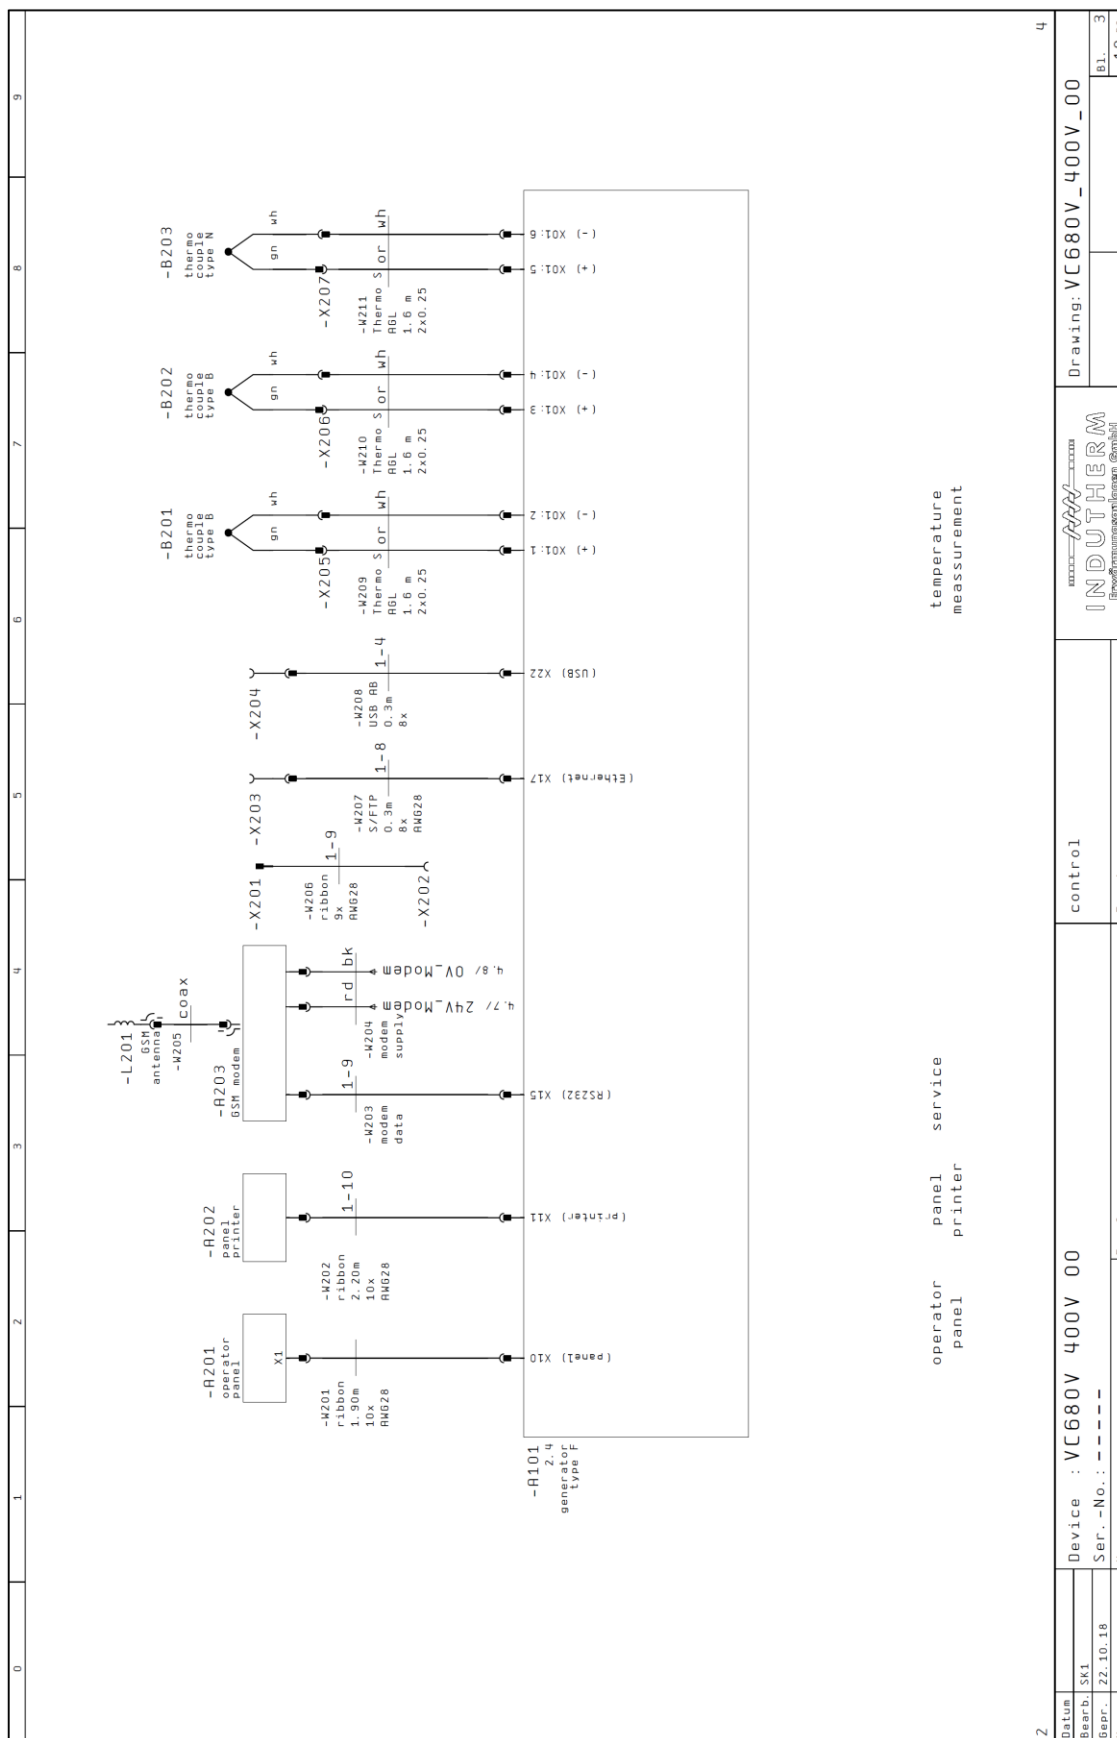 0 1 2 3 4 5 6 7 8 9
-A201
operator
panel
X1
-W201
ribbon
1.90m
10x
AWG28
X10 (panel)
-A202
panel
printer
1-10
-W202
ribbon
2.20m
10x
AWG28
X11 (printer)
-L201
GSM
antenna
coax
-W205
-A203
GSM modem
1-9
-W203
modem
data
X15 (RS232)
rd bk
-W204
modem
supply
4.7/ 24V_Modem
4.8/ 0V_Modem
-X201
1-9
-W206
ribbon
9x
AWG28
-X202
-X203
1-8
-W207
S/FTP
0.3m
8x
AWG28
X17 (Ethernet)
-X204
1-4
-W208
USB AB
0.3m
8x
X22 (USB)
-B201
thermo
couple
type B
gn wh
-X205
-W209
Thermo S or wh
AGL
1.6 m
2x0.25
(+) X01:1
(-) X01:2
-B202
thermo
couple
type B
gn wh
-X206
-W210
Thermo S or wh
AGL
1.6 m
2x0.25
(+) X01:3
(-) X01:4
-B203
thermo
couple
type N
gn wh
-X207
-W211
Thermo S or wh
AGL
1.6 m
2x0.25
(+) X01:5
(-) X01:6
-A101
2.4
generator
type F
operator
panel
panel
printer
service
temperature
meassurement
2
4
Datum
Bearb. SK1
Gepr. 22.10.18
Device : VC680V 400V 00
Ser.-No.: -----
control
INDUTHERM
Erwärmungsanlagen GmbH
Drawing: VC680V_400V_00
Bl. 3